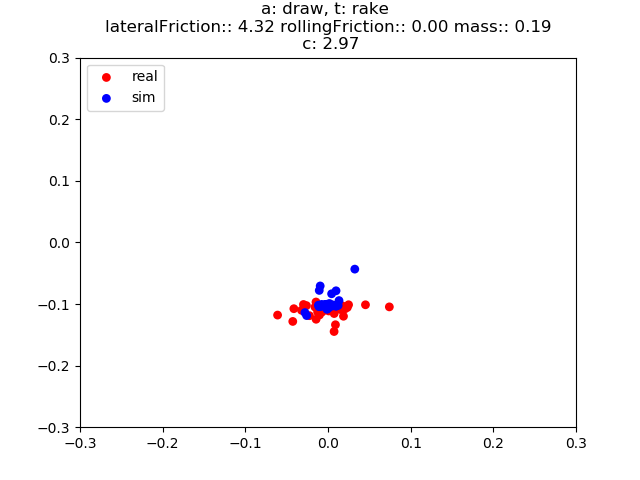 a: draw, t: rake
lateralFriction:: 4.32 rollingFriction:: 0.00 mass:: 0.19
c: 2.97
real
sim
0.3
0.2
0.1
0.0
−0.1
−0.2
−0.3
−0.3 −0.2 −0.1 0.0 0.1 0.2 0.3